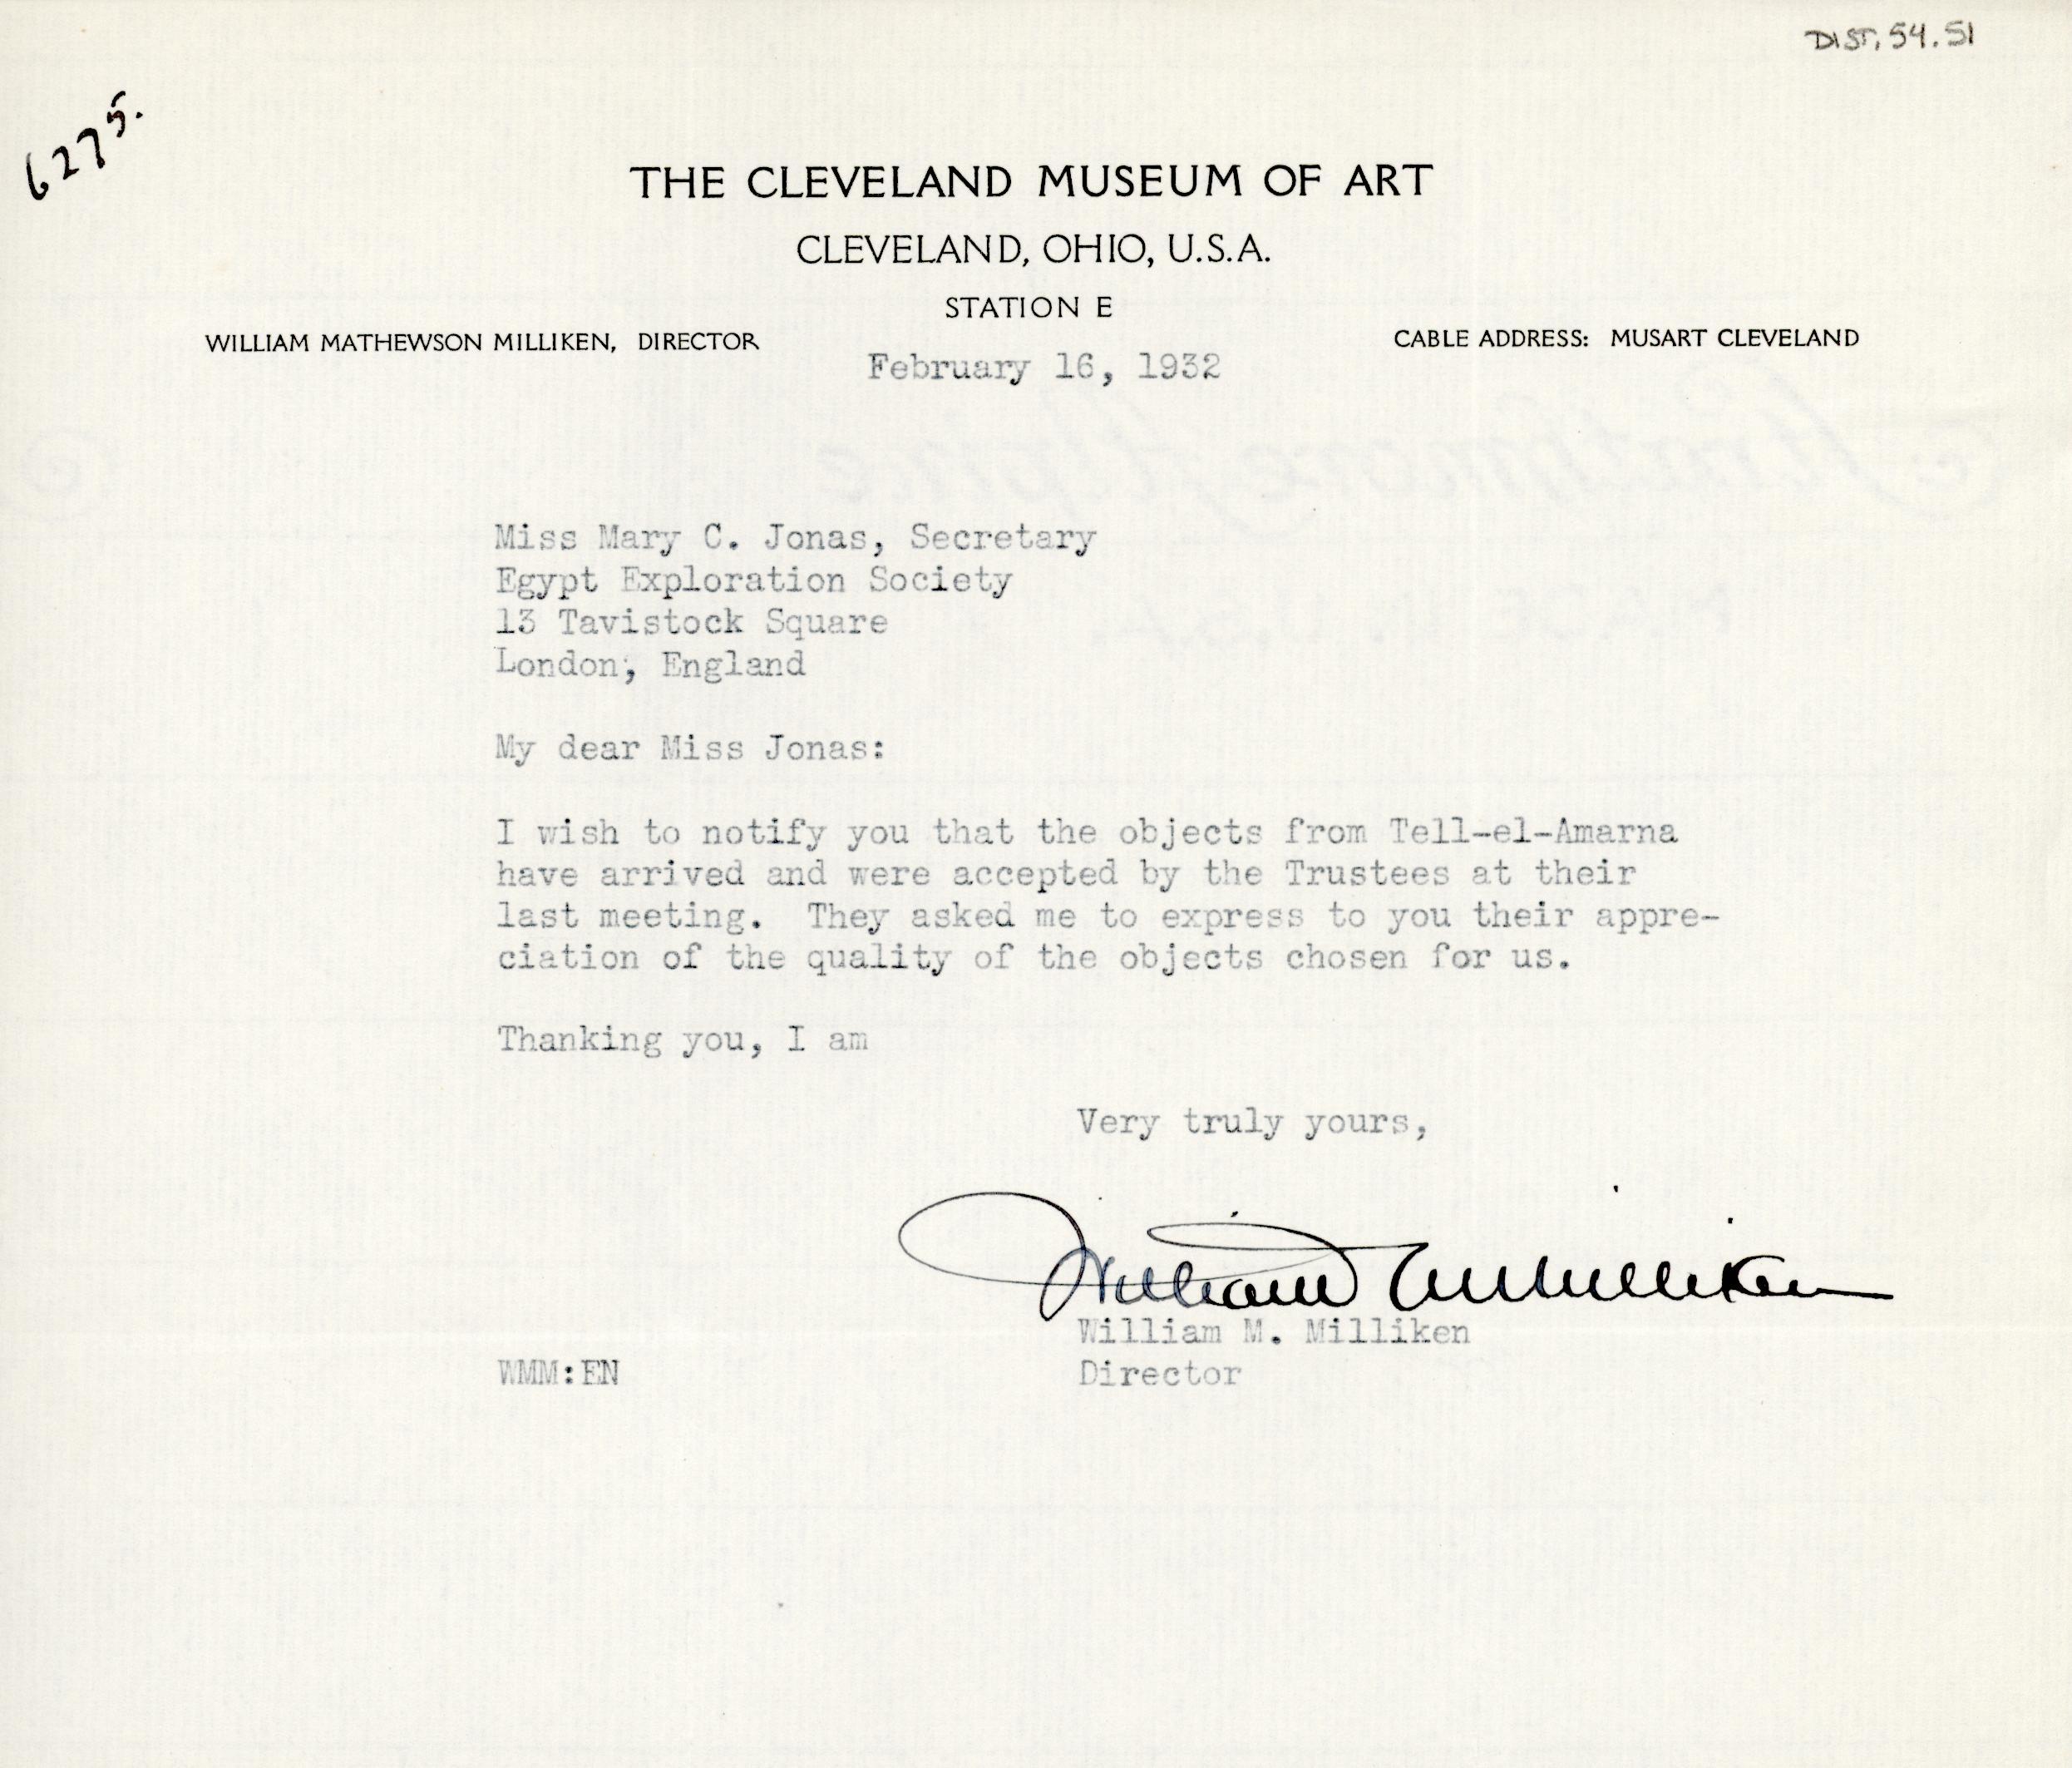 DIST. 54.51
6275.
THE CLEVELAND MUSEUM OF ART
CLEVELAND, OHIO, U.S.A.
STATION E
WILLIAM MATHEWSON MILLIKEN, DIRECTOR
CABLE ADDRESS: MUSART CLEVELAND
February 16, 1932
Miss Mary C. Jonas, Secretary
Egypt Exploration Society
13 Tavistock Square
London, England
My dear Miss Jonas:
I wish to notify you that the objects from Tell-el-Amarna
have arrived and were accepted by the Trustees at their
last meeting. They asked me to express to you their appre-
ciation of the quality of the objects chosen for us.
Thanking you, I am
Very truly yours,
William M Milliken
William M. Milliken
WMM:EN
Director